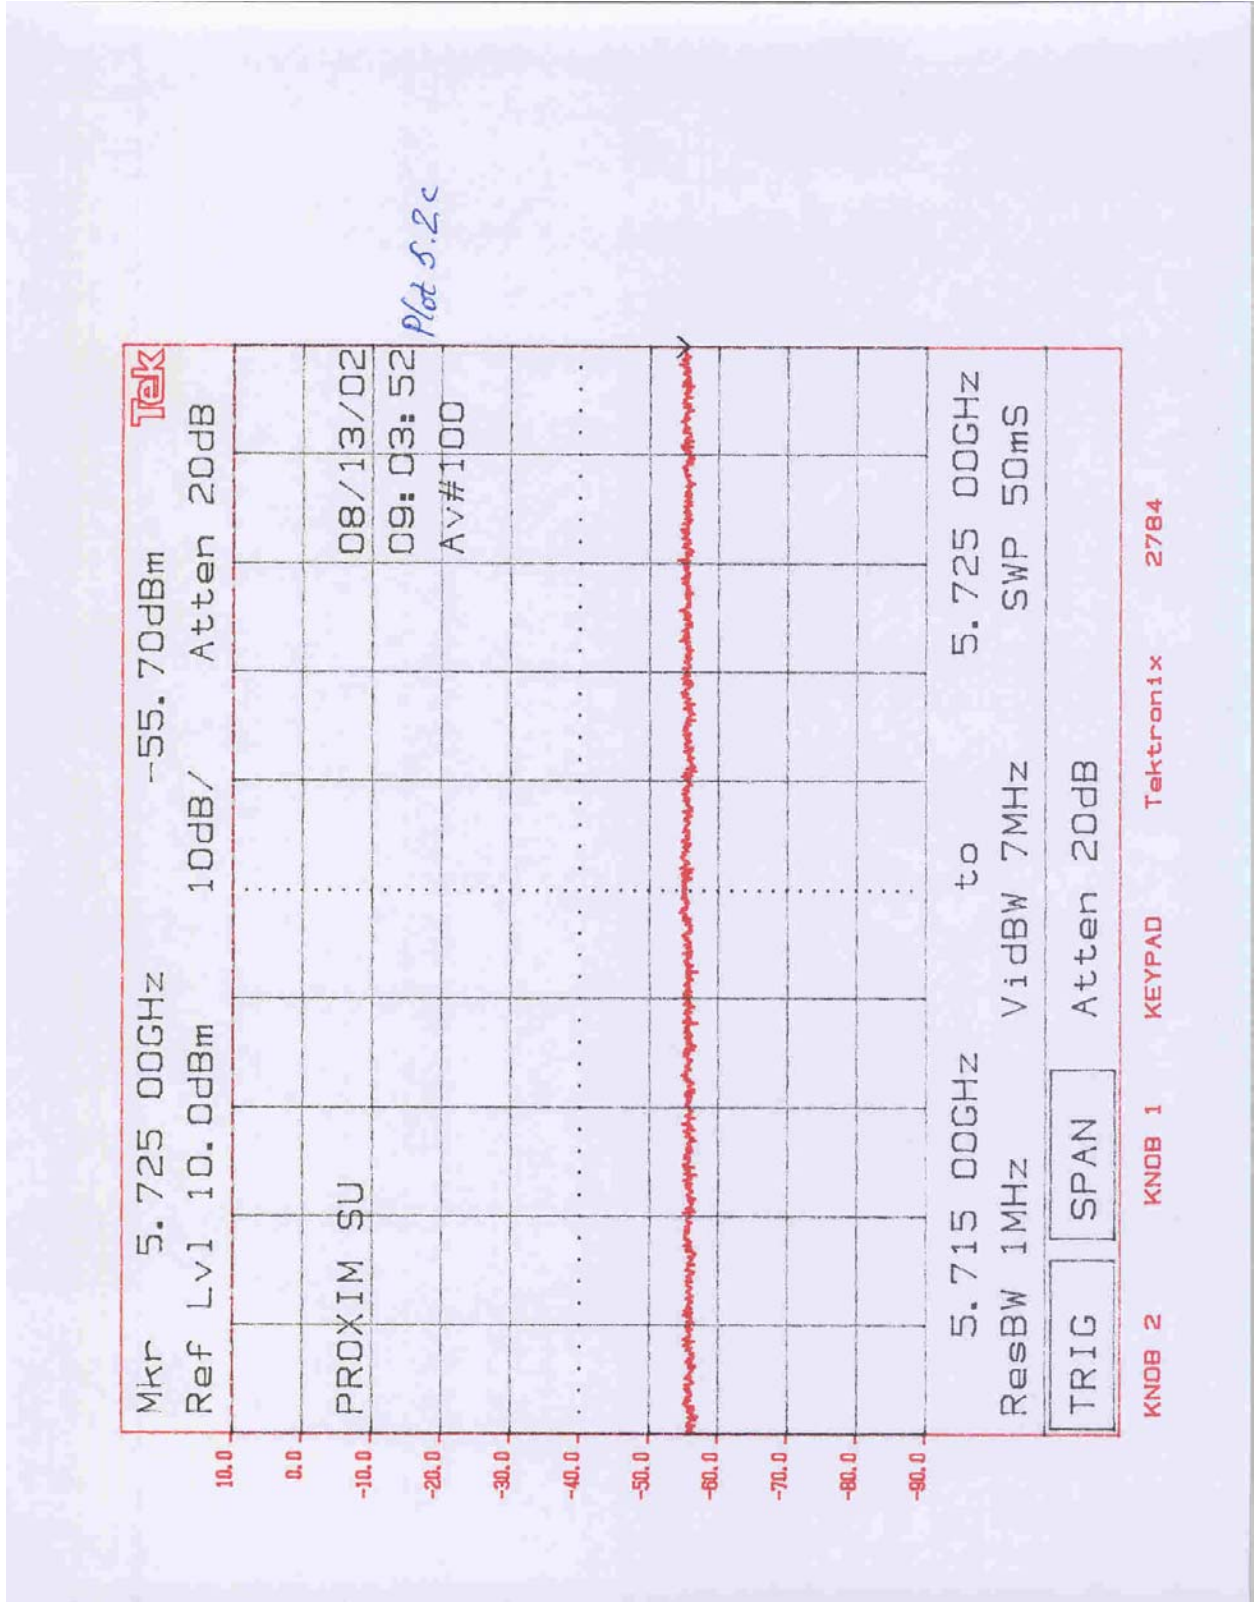 Mkr 5.725 00GHz -55.70dBm Tek
Ref Lvl 10.0dBm 10dB/ Atten 20dB
10.0
0.0
PROXIM SU 08/13/02
-10.0
09:03:52
Plot 5.2c
-20.0
Av#100
-30.0
-40.0
-50.0
-60.0
-70.0
-80.0
-90.0
5.715 00GHz to 5.725 00GHz
ResBW 1MHz VidBW 7MHz SWP 50mS
TRIG SPAN Atten 20dB
KNOB 2 KNOB 1 KEYPAD Tektronix 2784